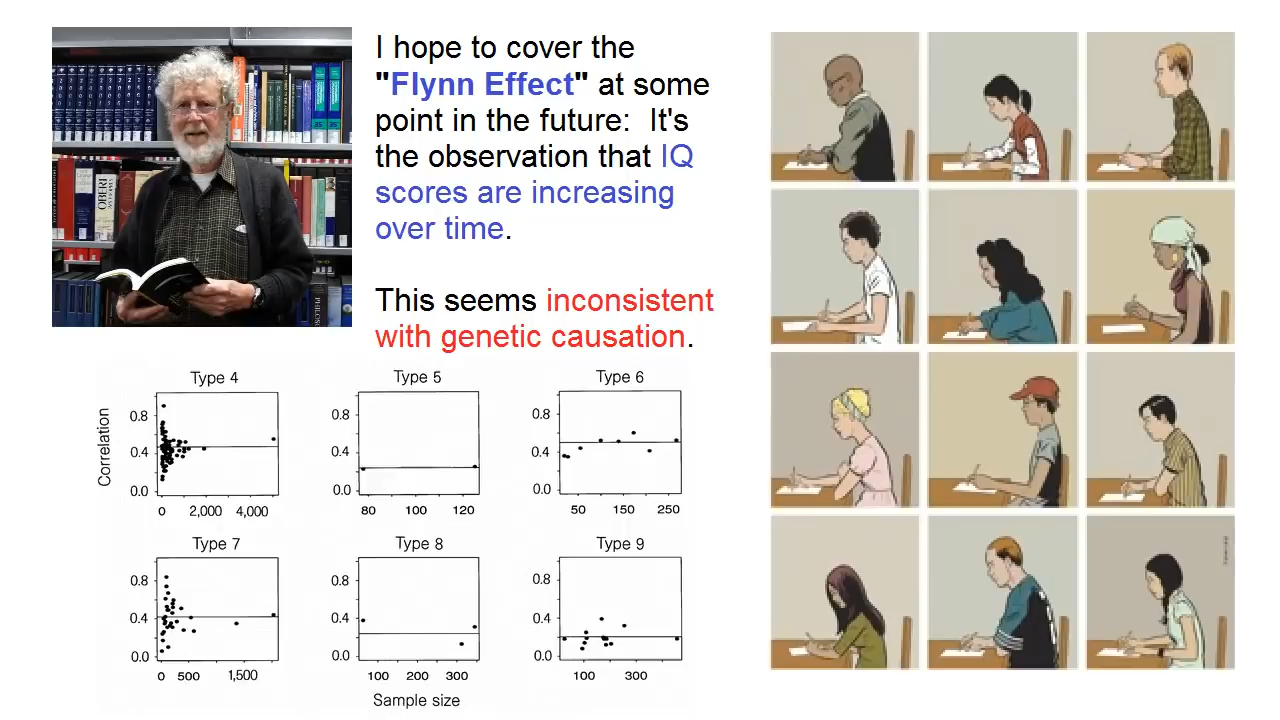 I hope to cover the
"Flynn Effect" at some
point in the future: It's
the observation that IQ
scores are increasing
over time.
This seems inconsistent
with genetic causation.
Type 4
Type 5
Type 6
Correlation
0.8
0.4
0.0
0 2,000 4,000
0.8
0.4
0.0
80 100 120
0.8
0.4
0.0
50 150 250
Type 7
Type 8
Type 9
0.8
0.4
0.0
0 500 1,500
0.8
0.4
0.0
100 200 300
0.8
0.4
0.0
100 300
Sample size
OBERT